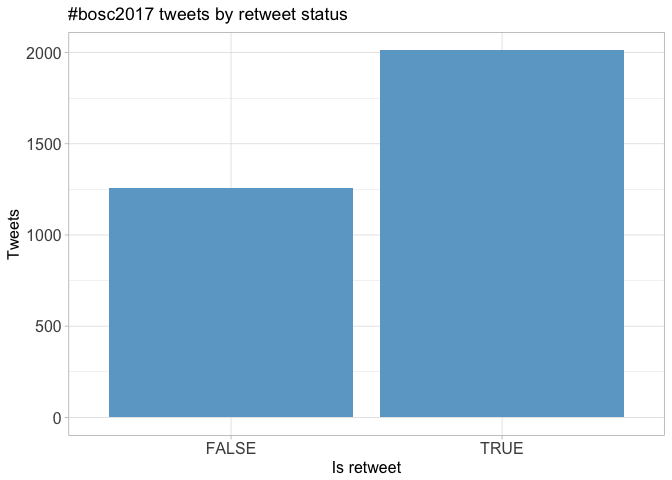 #bosc2017 tweets by retweet status
2000
1500
1000
500
0
Tweets
FALSE TRUE
Is retweet